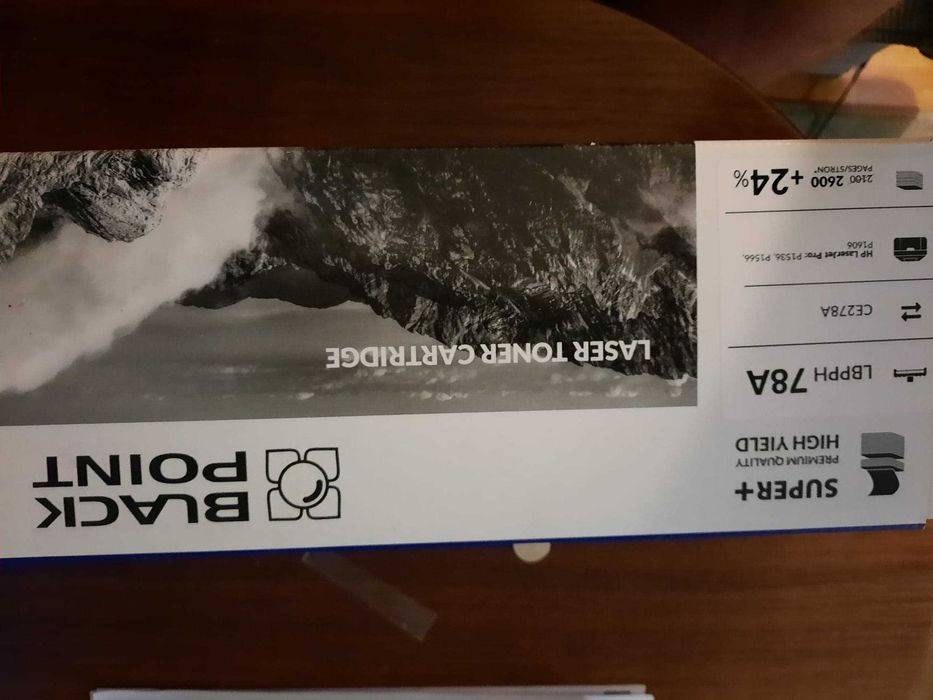 SUPER+
PREMIUM QUALITY
HIGH YIELD
BLACK
POINT
LBPPH 78A
CE278A
HP LaserJet Pro: P1536, P1566,
P1606
2100 2600 +24%
PAGES/STRON*
LASER TONER CARTRIDGE